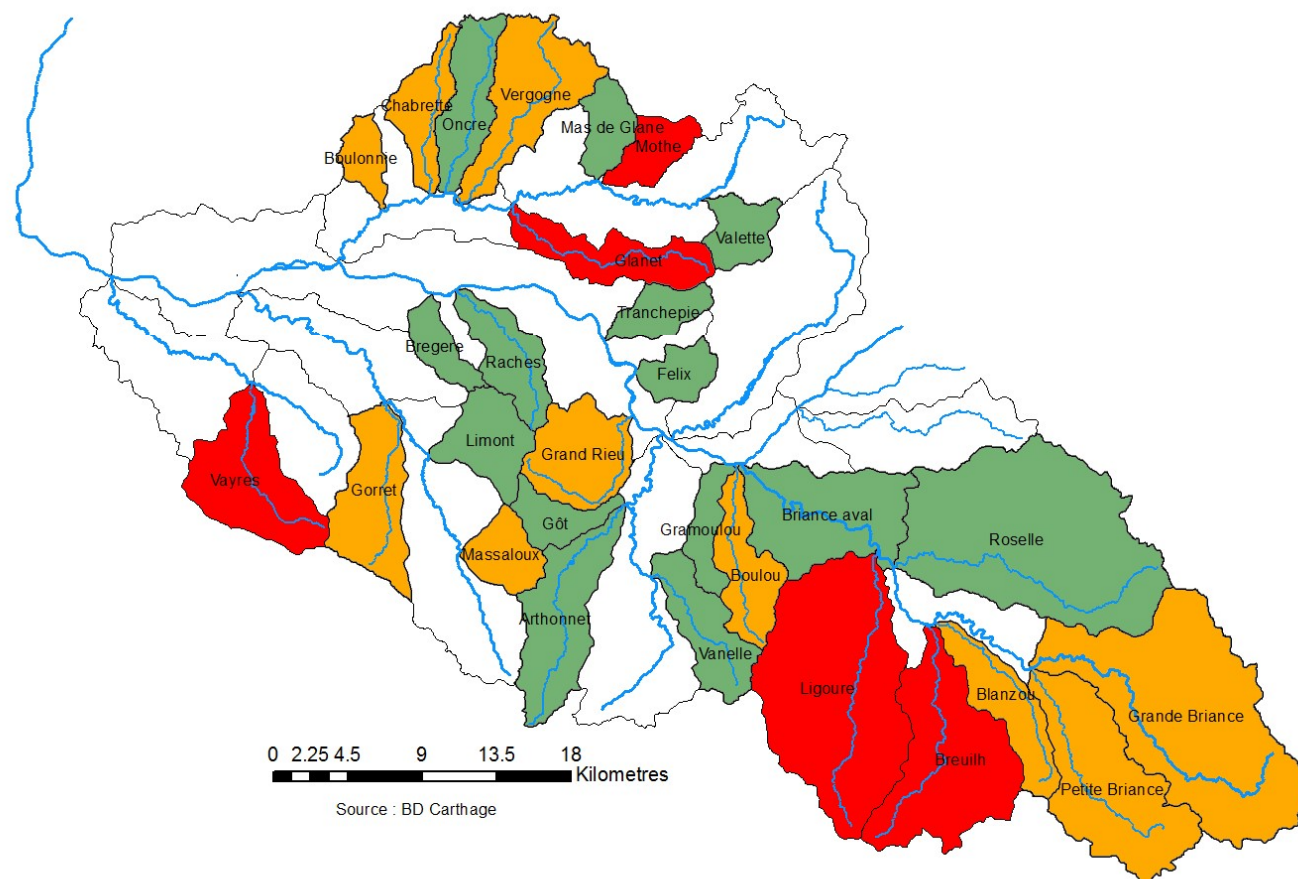 Vergogne
Chabrette
Oncre
Mas de Glane
Mothe
Boulonnie
Valette
Glanet
Tranchepie
Bregere
Raches
Felix
Limont
Grand Rieu
Vayres
Gorret
Briance aval
Gôt
Gramoulou
Roselle
Massaloux
Boulou
Arthonnet
Vanelle
Ligoure
Blanzou
Grande Briance
Breuilh
Petite Briance
0 2.25 4.5 9 13.5 18
Kilometres
Source : BD Carthage